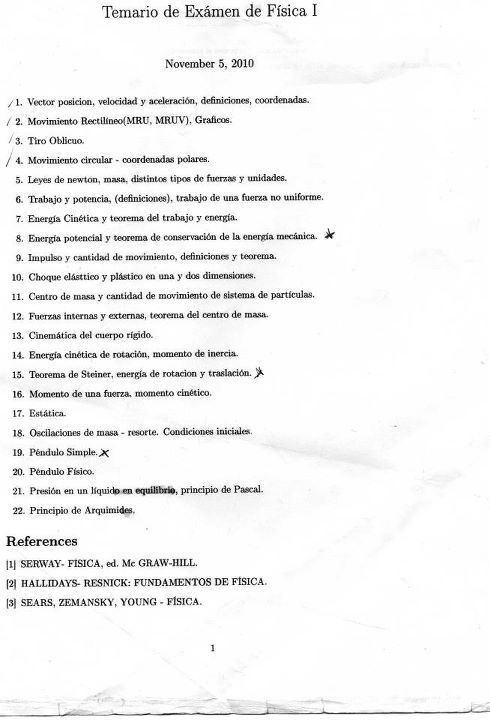 Temario de Exámen de Física I
November 5, 2010
1. Vector posicion, velocidad y aceleración, definiciones, coordenadas.
2. Movimiento Rectilíneo(MRU, MRUV), Graficos.
3. Tiro Oblicuo.
4. Movimiento circular - coordenadas polares.
5. Leyes de newton, masa, distintos tipos de fuerzas y unidades.
6. Trabajo y potencia, (definiciones), trabajo de una fuerza no uniforme.
7. Energía Cinética y teorema del trabajo y energía.
8. Energía potencial y teorema de conservación de la energía mecánica.
9. Impulso y cantidad de movimiento, definiciones y teorema.
10. Choque elásttico y plástico en una y dos dimensiones.
11. Centro de masa y cantidad de movimiento de sistema de partículas.
12. Fuerzas internas y externas, teorema del centro de masa.
13. Cinemática del cuerpo rígido.
14. Energía cinética de rotación, momento de inercia.
15. Teorema de Steiner, energía de rotacion y traslación.
16. Momento de una fuerza, momento cinético.
17. Estática.
18. Oscilaciones de masa - resorte. Condiciones iniciales.
19. Péndulo Simple.
20. Péndulo Físico.
21. Presión en un líquido en equilibrio, principio de Pascal.
22. Principio de Arquimides.
References
[1] SERWAY- FÍSICA, ed. Mc GRAW-HILL.
[2] HALLIDAYS- RESNICK: FUNDAMENTOS DE FÍSICA.
[3] SEARS, ZEMANSKY, YOUNG - FÍSICA.
1